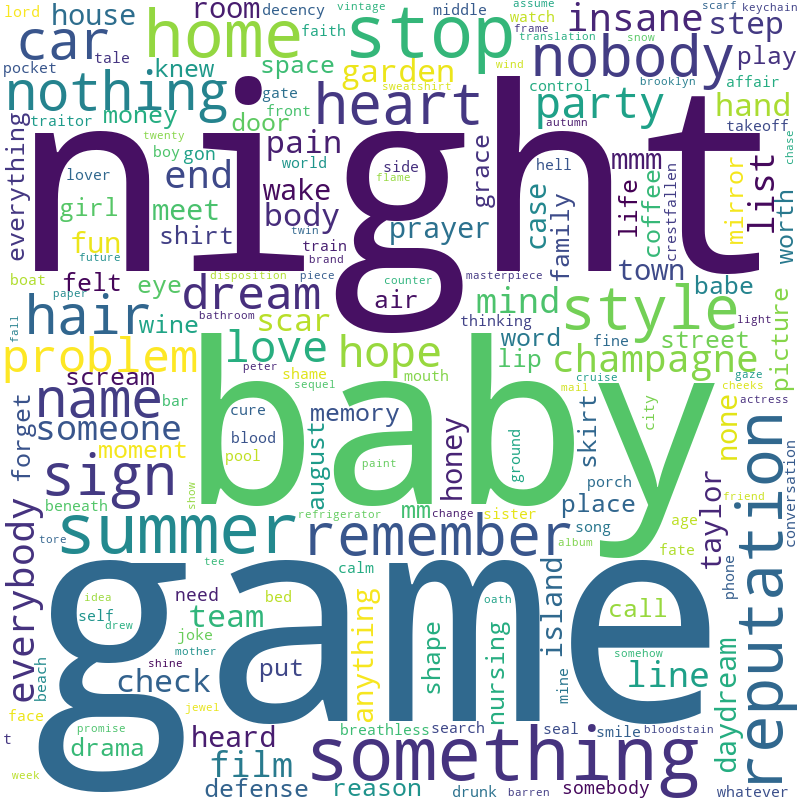 lord
house
room
decency
vintage
middle
assume
watch
insane
scarf
keychain
tale
car
home
faith
stop
frame
translation
snow
step
pocket
knew
space
garden
nobody
wind
brooklyn
play
nothing
gate
sweatshirt
heart
control
affair
traitor
money
door
front
party
hand
everything
twenty
boy
gon
pain
world
night
autumn
takeoff
chase
lover
end
wake
side
flame
grace
hell
mmm
life
coffee
crestfallen
mirror
list
worth
girl
meet
body
prayer
case
family
fun
shirt
twin
train
future
brand
boat
felt
eye
disposition
piece
air
counter
masterpiece
town
babe
paper
dream
mind
style
light
fall
hair
wine
bathroom
scar
thinking
word
fine
street
picture
problem
love
hope
lip
champagne
peter
scream
shame
mouth
cruise
mail
cheeks
gaze
actress
name
bar
sequel
baby
someone
cure
memory
skirt
city
none
forget
moment
blood
honey
sign
pool
paint
august
ground
porch
conversation
beneath
show
refrigerator
mm
change
sister
place
taylor
age
friend
reputation
everybody
summer
remember
song
album
fate
tore
tee
calm
island
phone
idea
self
drew
need
team
bed
game
oath
call
joke
anything
shape
nursing
mother
somehow
beach
shine
check
put
mine
line
daydream
face
jewel
t
promise
drama
heard
breathless
search
something
seal
smile
bloodstain
week
film
defense
reason
drunk
barren
somebody
whatever